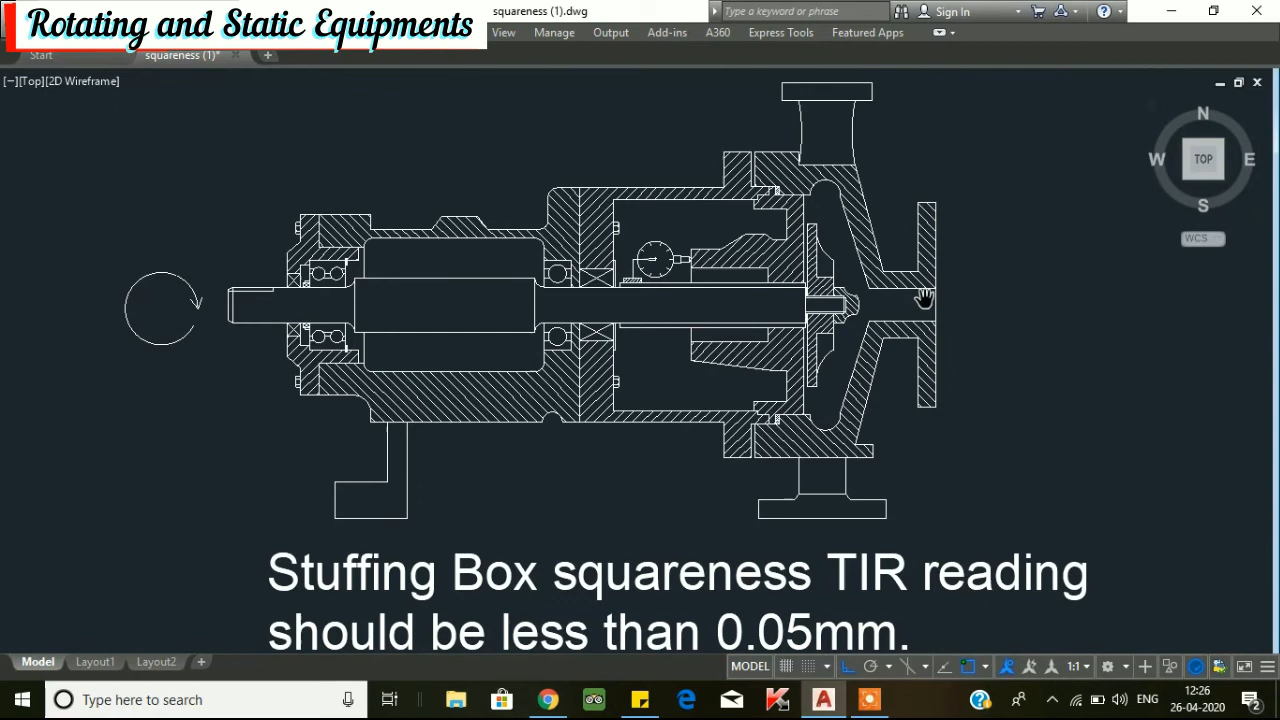 Rotating and Static Equipments
squareness (1).dwg
Type a keyword or phrase
Sign In
View Manage Output Add-ins A360 Express Tools Featured Apps
Start
squareness (1)*
[−][Top][2D Wireframe]
N
W TOP E
S
WCS
Stuffing Box squareness TIR reading
should be less than 0.05mm.
Model Layout1 Layout2
MODEL
1:1
Type here to search
ENG
12:26
26-04-2020
2